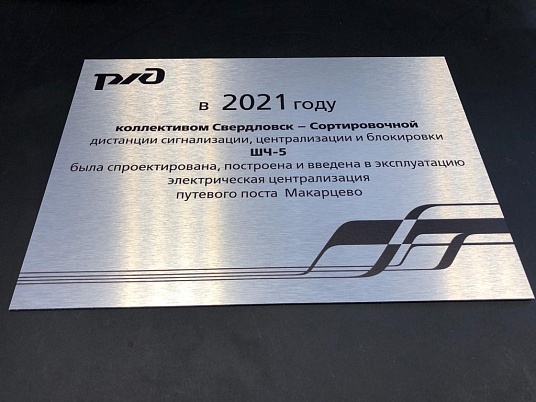 РЖД
в 2021 году
коллективом Свердловск – Сортировочной
дистанции сигнализации, централизации и блокировки
ШЧ-5
была спроектирована, построена и введена в эксплуатацию
электрическая централизация
путевого поста Макарцево